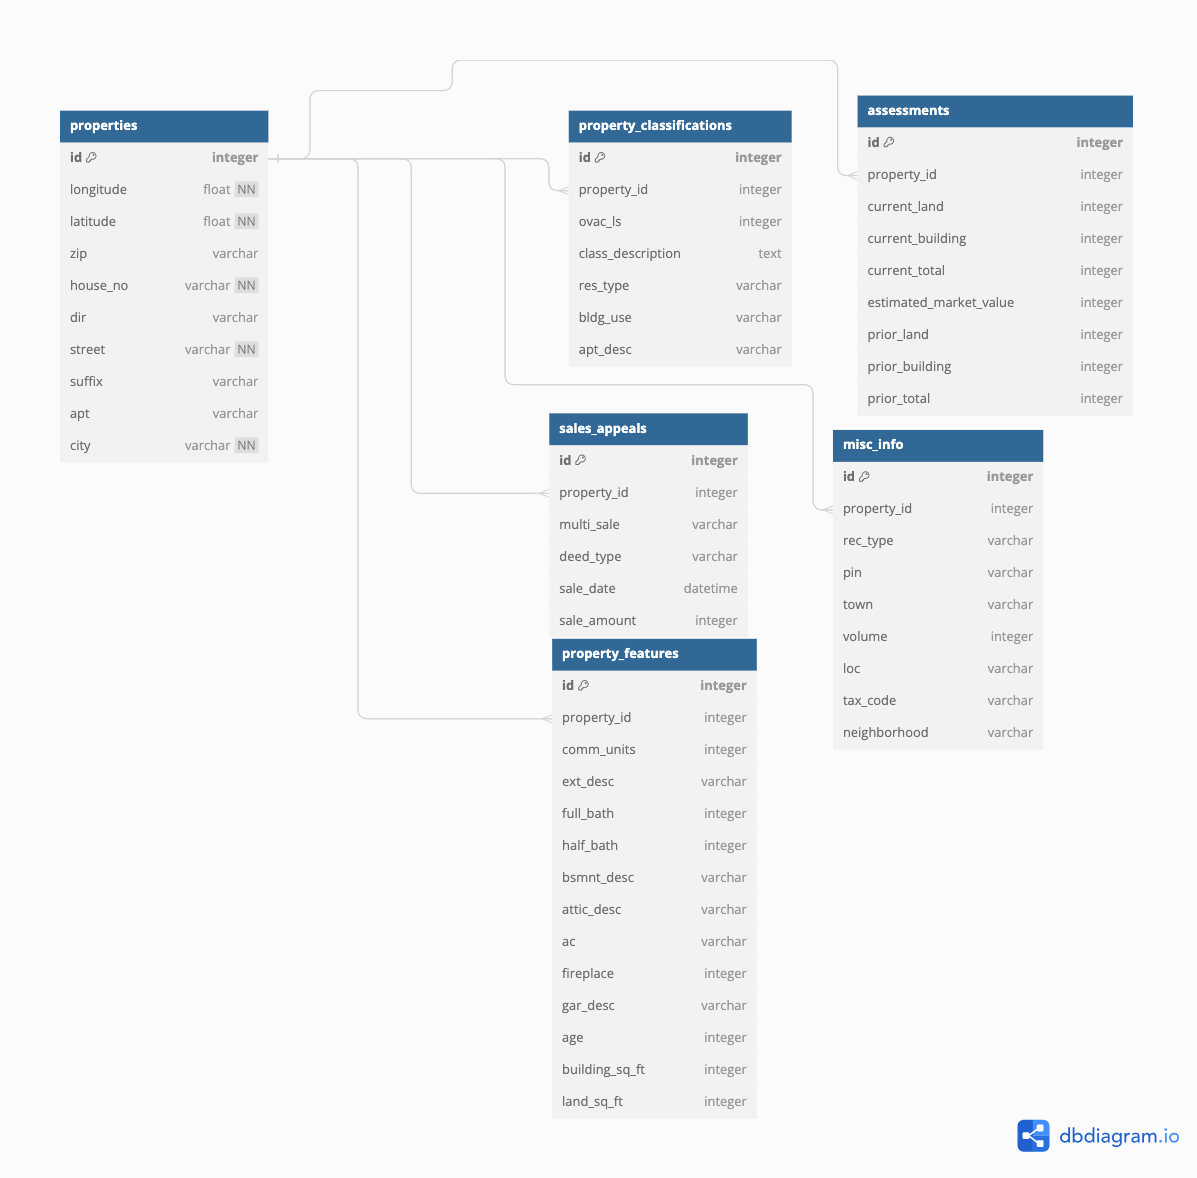 properties
id integer
longitude float NN
latitude float NN
zip varchar
house_no varchar NN
dir varchar
street varchar NN
suffix varchar
apt varchar
city varchar NN
property_classifications
id integer
property_id integer
ovac_ls integer
class_description text
res_type varchar
bldg_use varchar
apt_desc varchar
assessments
id integer
property_id integer
current_land integer
current_building integer
current_total integer
estimated_market_value integer
prior_land integer
prior_building integer
prior_total integer
sales_appeals
id integer
property_id integer
multi_sale varchar
deed_type varchar
sale_date datetime
sale_amount integer
misc_info
id integer
property_id integer
rec_type varchar
pin varchar
town varchar
volume integer
loc varchar
tax_code varchar
neighborhood varchar
property_features
id integer
property_id integer
comm_units integer
ext_desc varchar
full_bath integer
half_bath integer
bsmnt_desc varchar
attic_desc varchar
ac varchar
fireplace integer
gar_desc varchar
age integer
building_sq_ft integer
land_sq_ft integer
dbdiagram.io